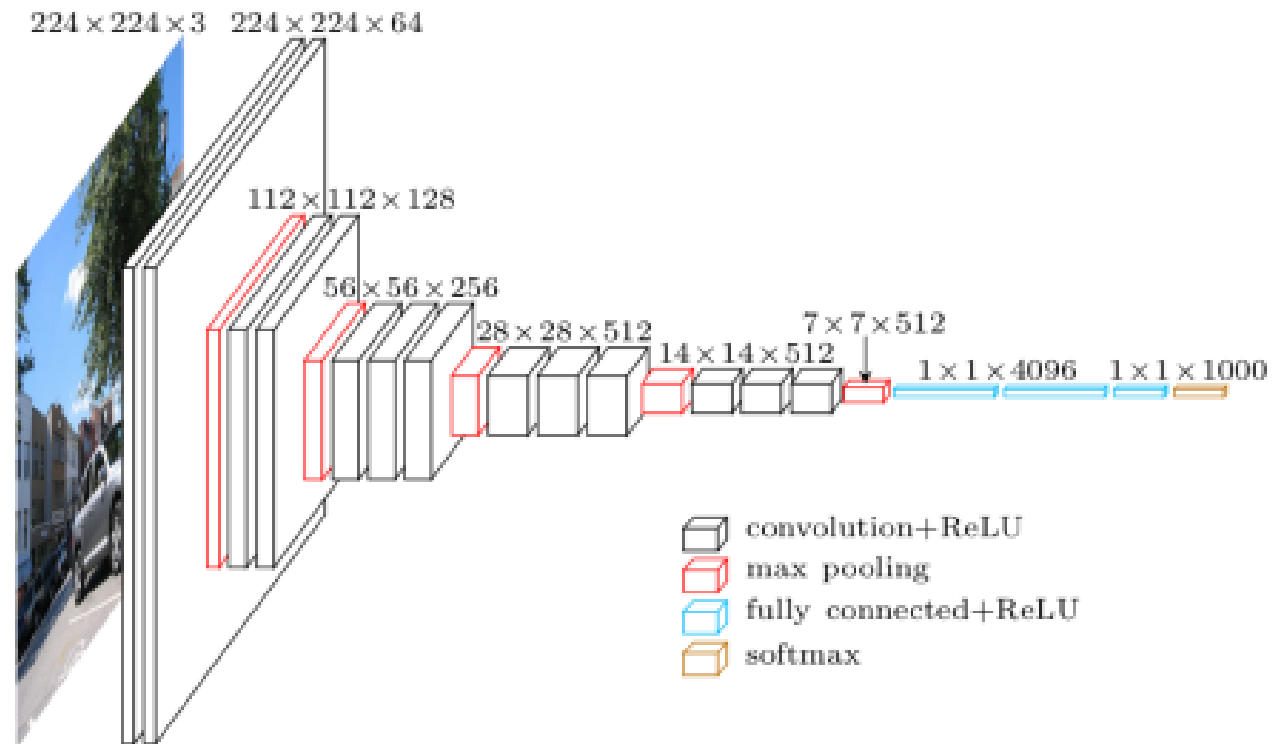 224×224×3
224×224×64
112×112×128
56×56×256
28×28×512
14×14×512
7×7×512
1×1×4096
1×1×1000
convolution+ReLU
max pooling
fully connected+ReLU
softmax